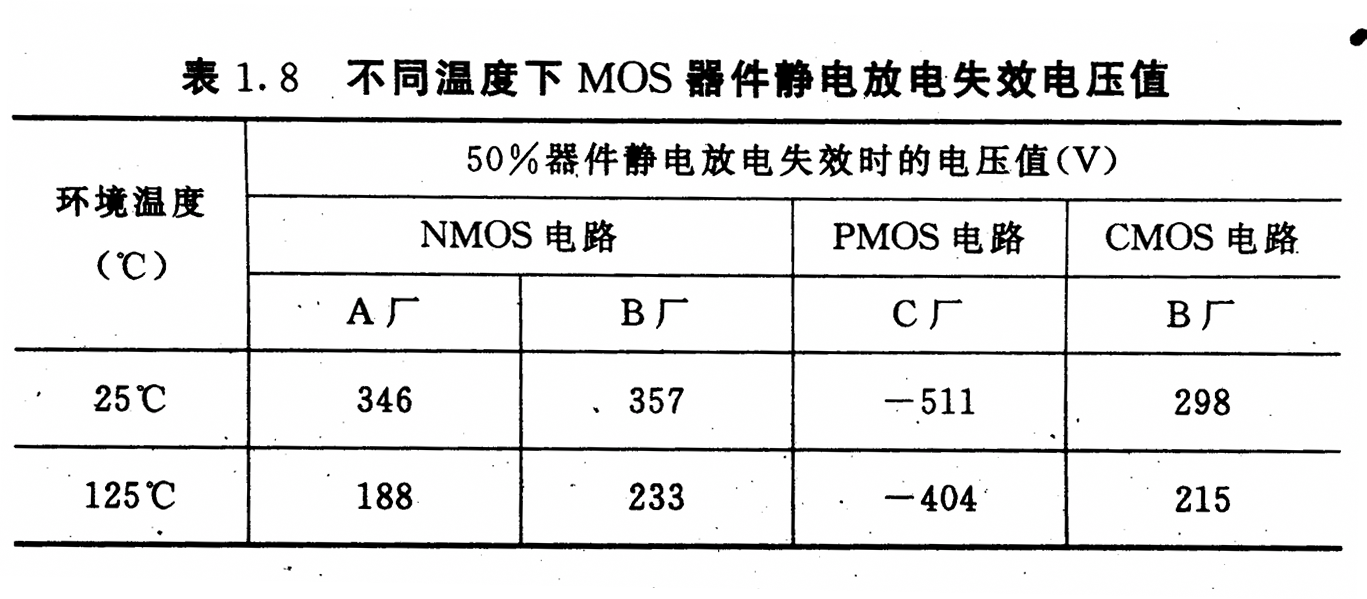 表 1.8 不同温度下 MOS 器件静电放电失效电压值
环境温度
(℃)
50%器件静电放电失效时的电压值(V)
NMOS 电路 PMOS 电路 CMOS 电路
A 厂 B 厂 C 厂 B 厂
25℃ 346 357 －511 298
125℃ 188 233 －404 215